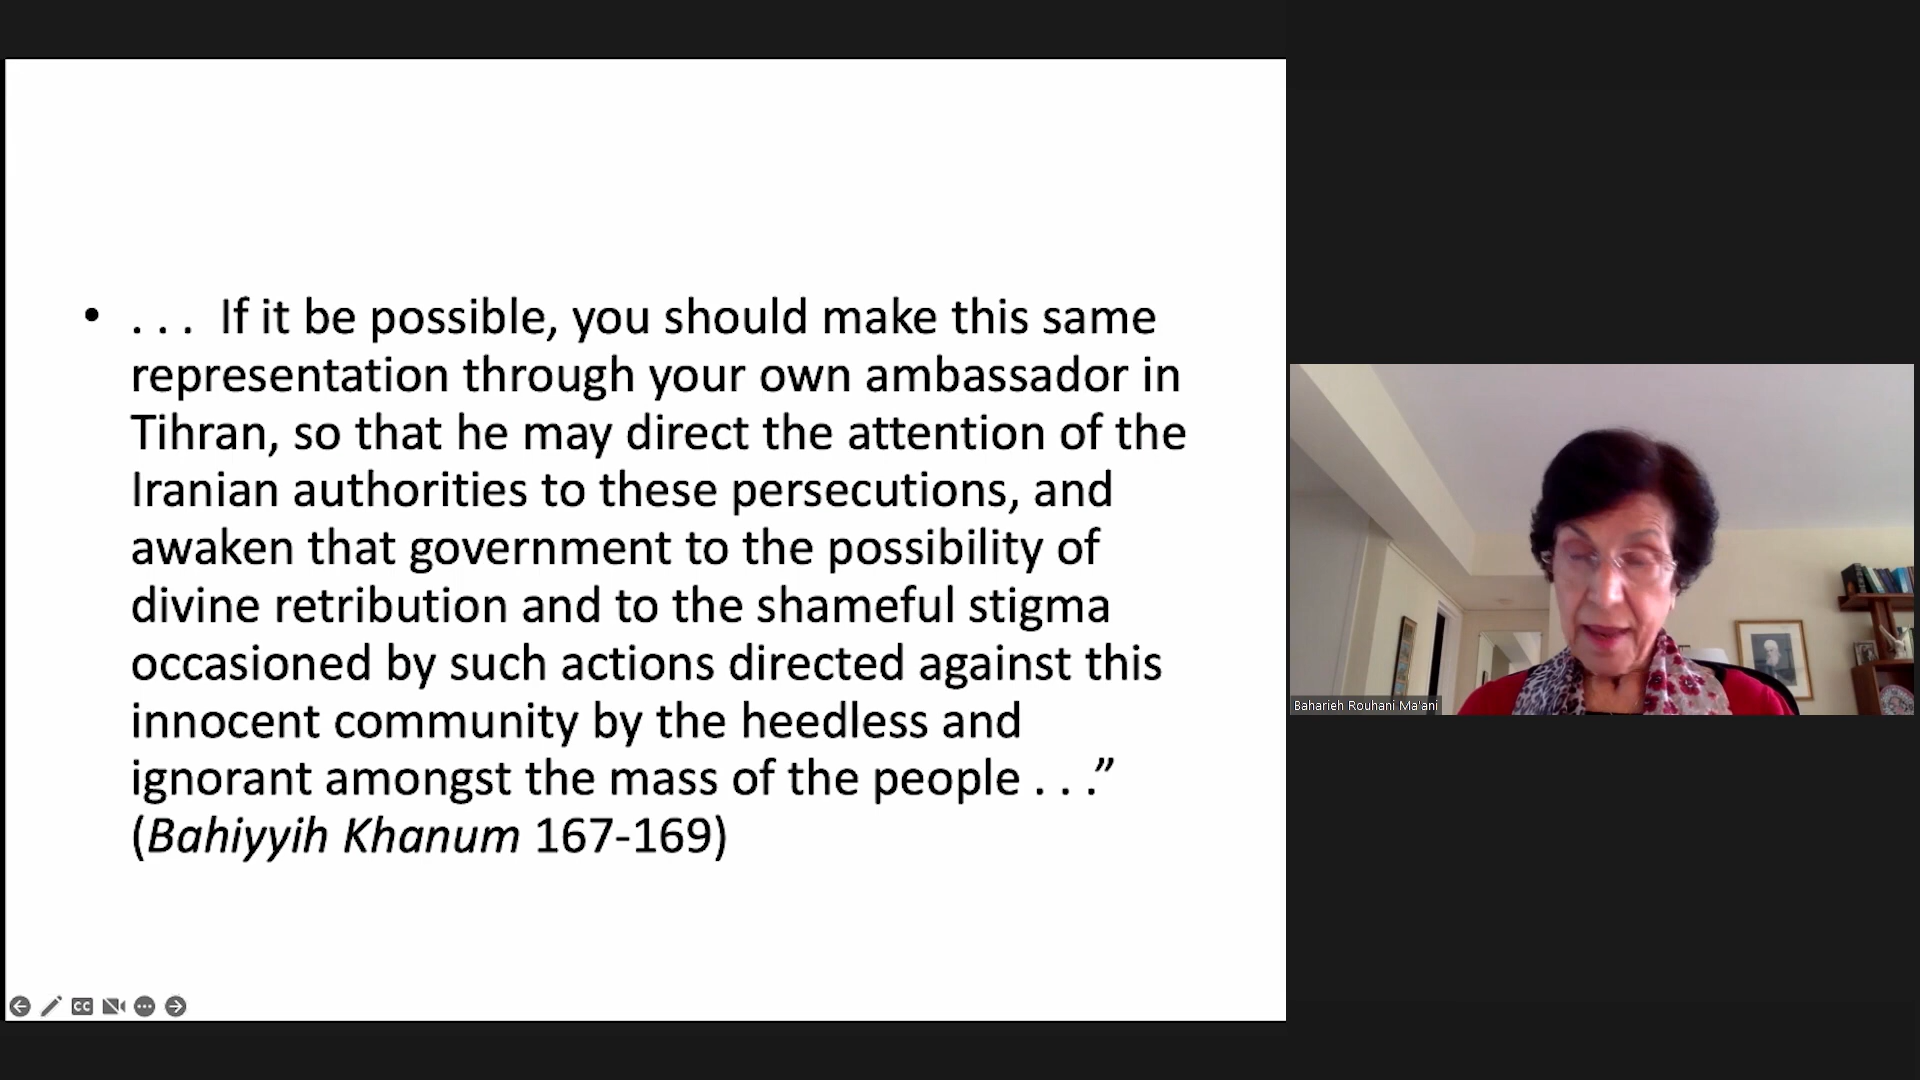 • . . .  If it be possible, you should make this same
representation through your own ambassador in
Tihran, so that he may direct the attention of the
Iranian authorities to these persecutions, and
awaken that government to the possibility of
divine retribution and to the shameful stigma
occasioned by such actions directed against this
innocent community by the heedless and
ignorant amongst the mass of the people . . .”
(Bahiyyih Khanum 167-169)
CC
Baharieh Rouhani Ma'ani